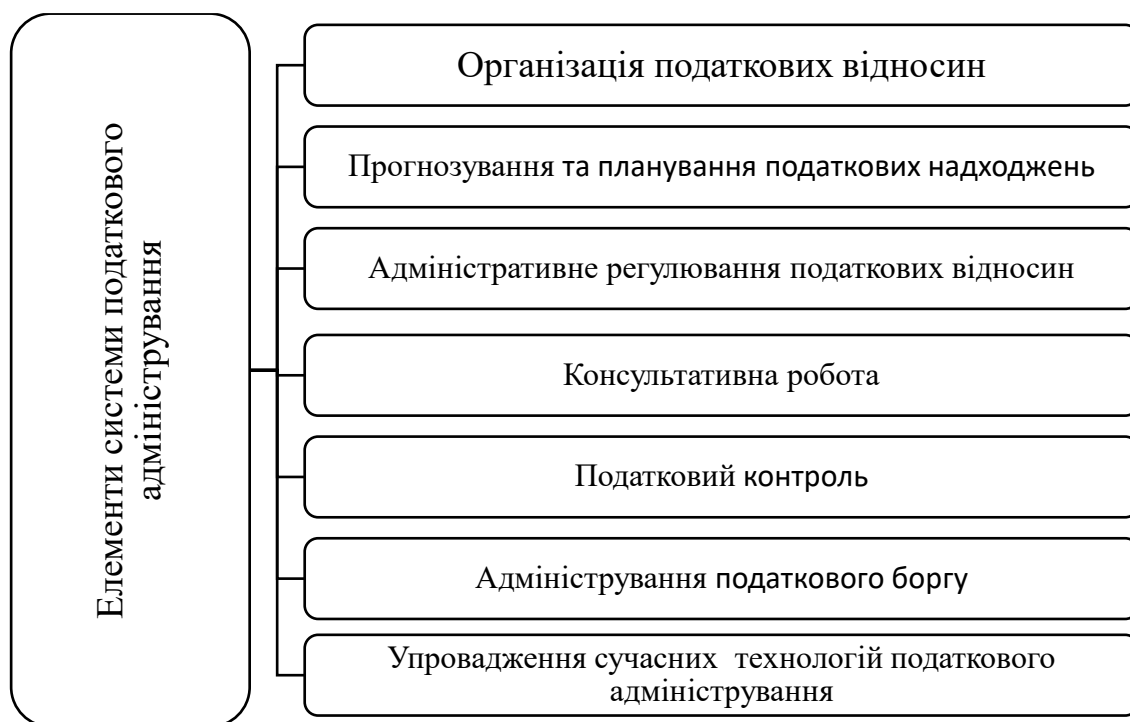 Елементи системи податкового
адміністрування
Організація податкових відносин
Прогнозування та планування податкових надходжень
Адміністративне регулювання податкових відносин
Консультативна робота
Податковий контроль
Адміністрування податкового боргу
Упровадження сучасних технологій податкового
адміністрування